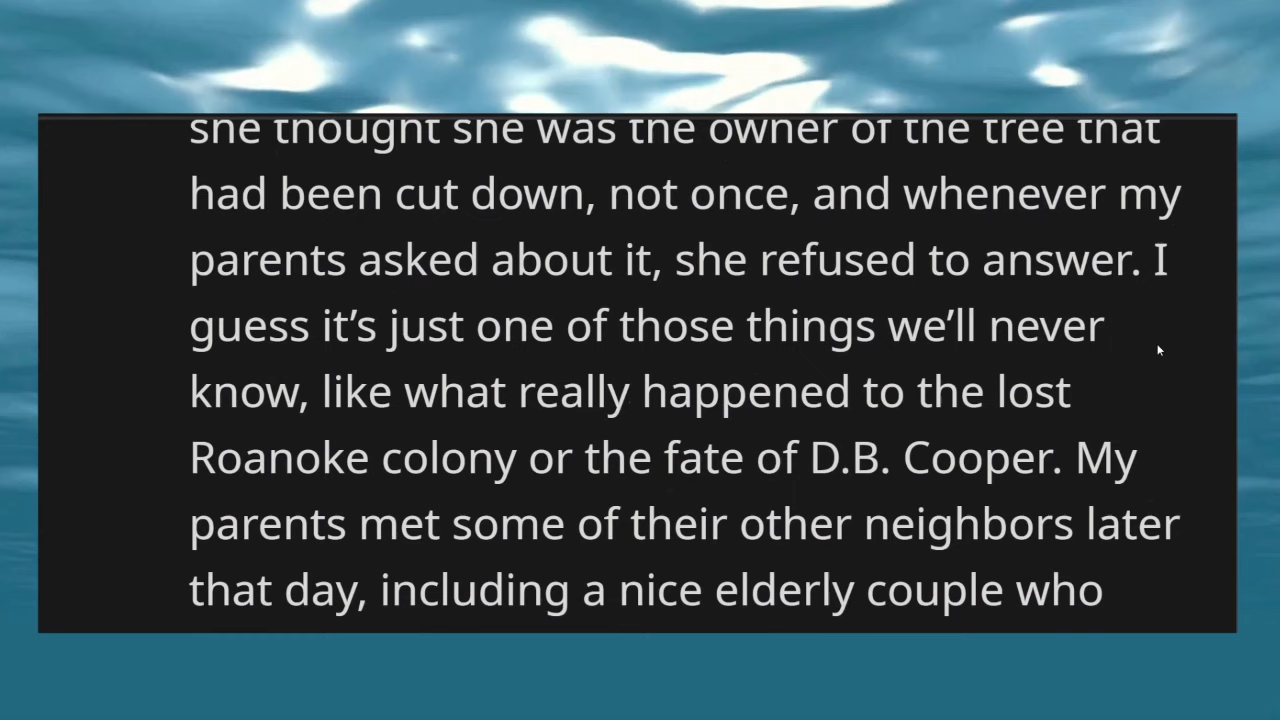 she thought she was the owner of the tree that
had been cut down, not once, and whenever my
parents asked about it, she refused to answer. I
guess it’s just one of those things we’ll never
know, like what really happened to the lost
Roanoke colony or the fate of D.B. Cooper. My
parents met some of their other neighbors later
that day, including a nice elderly couple who